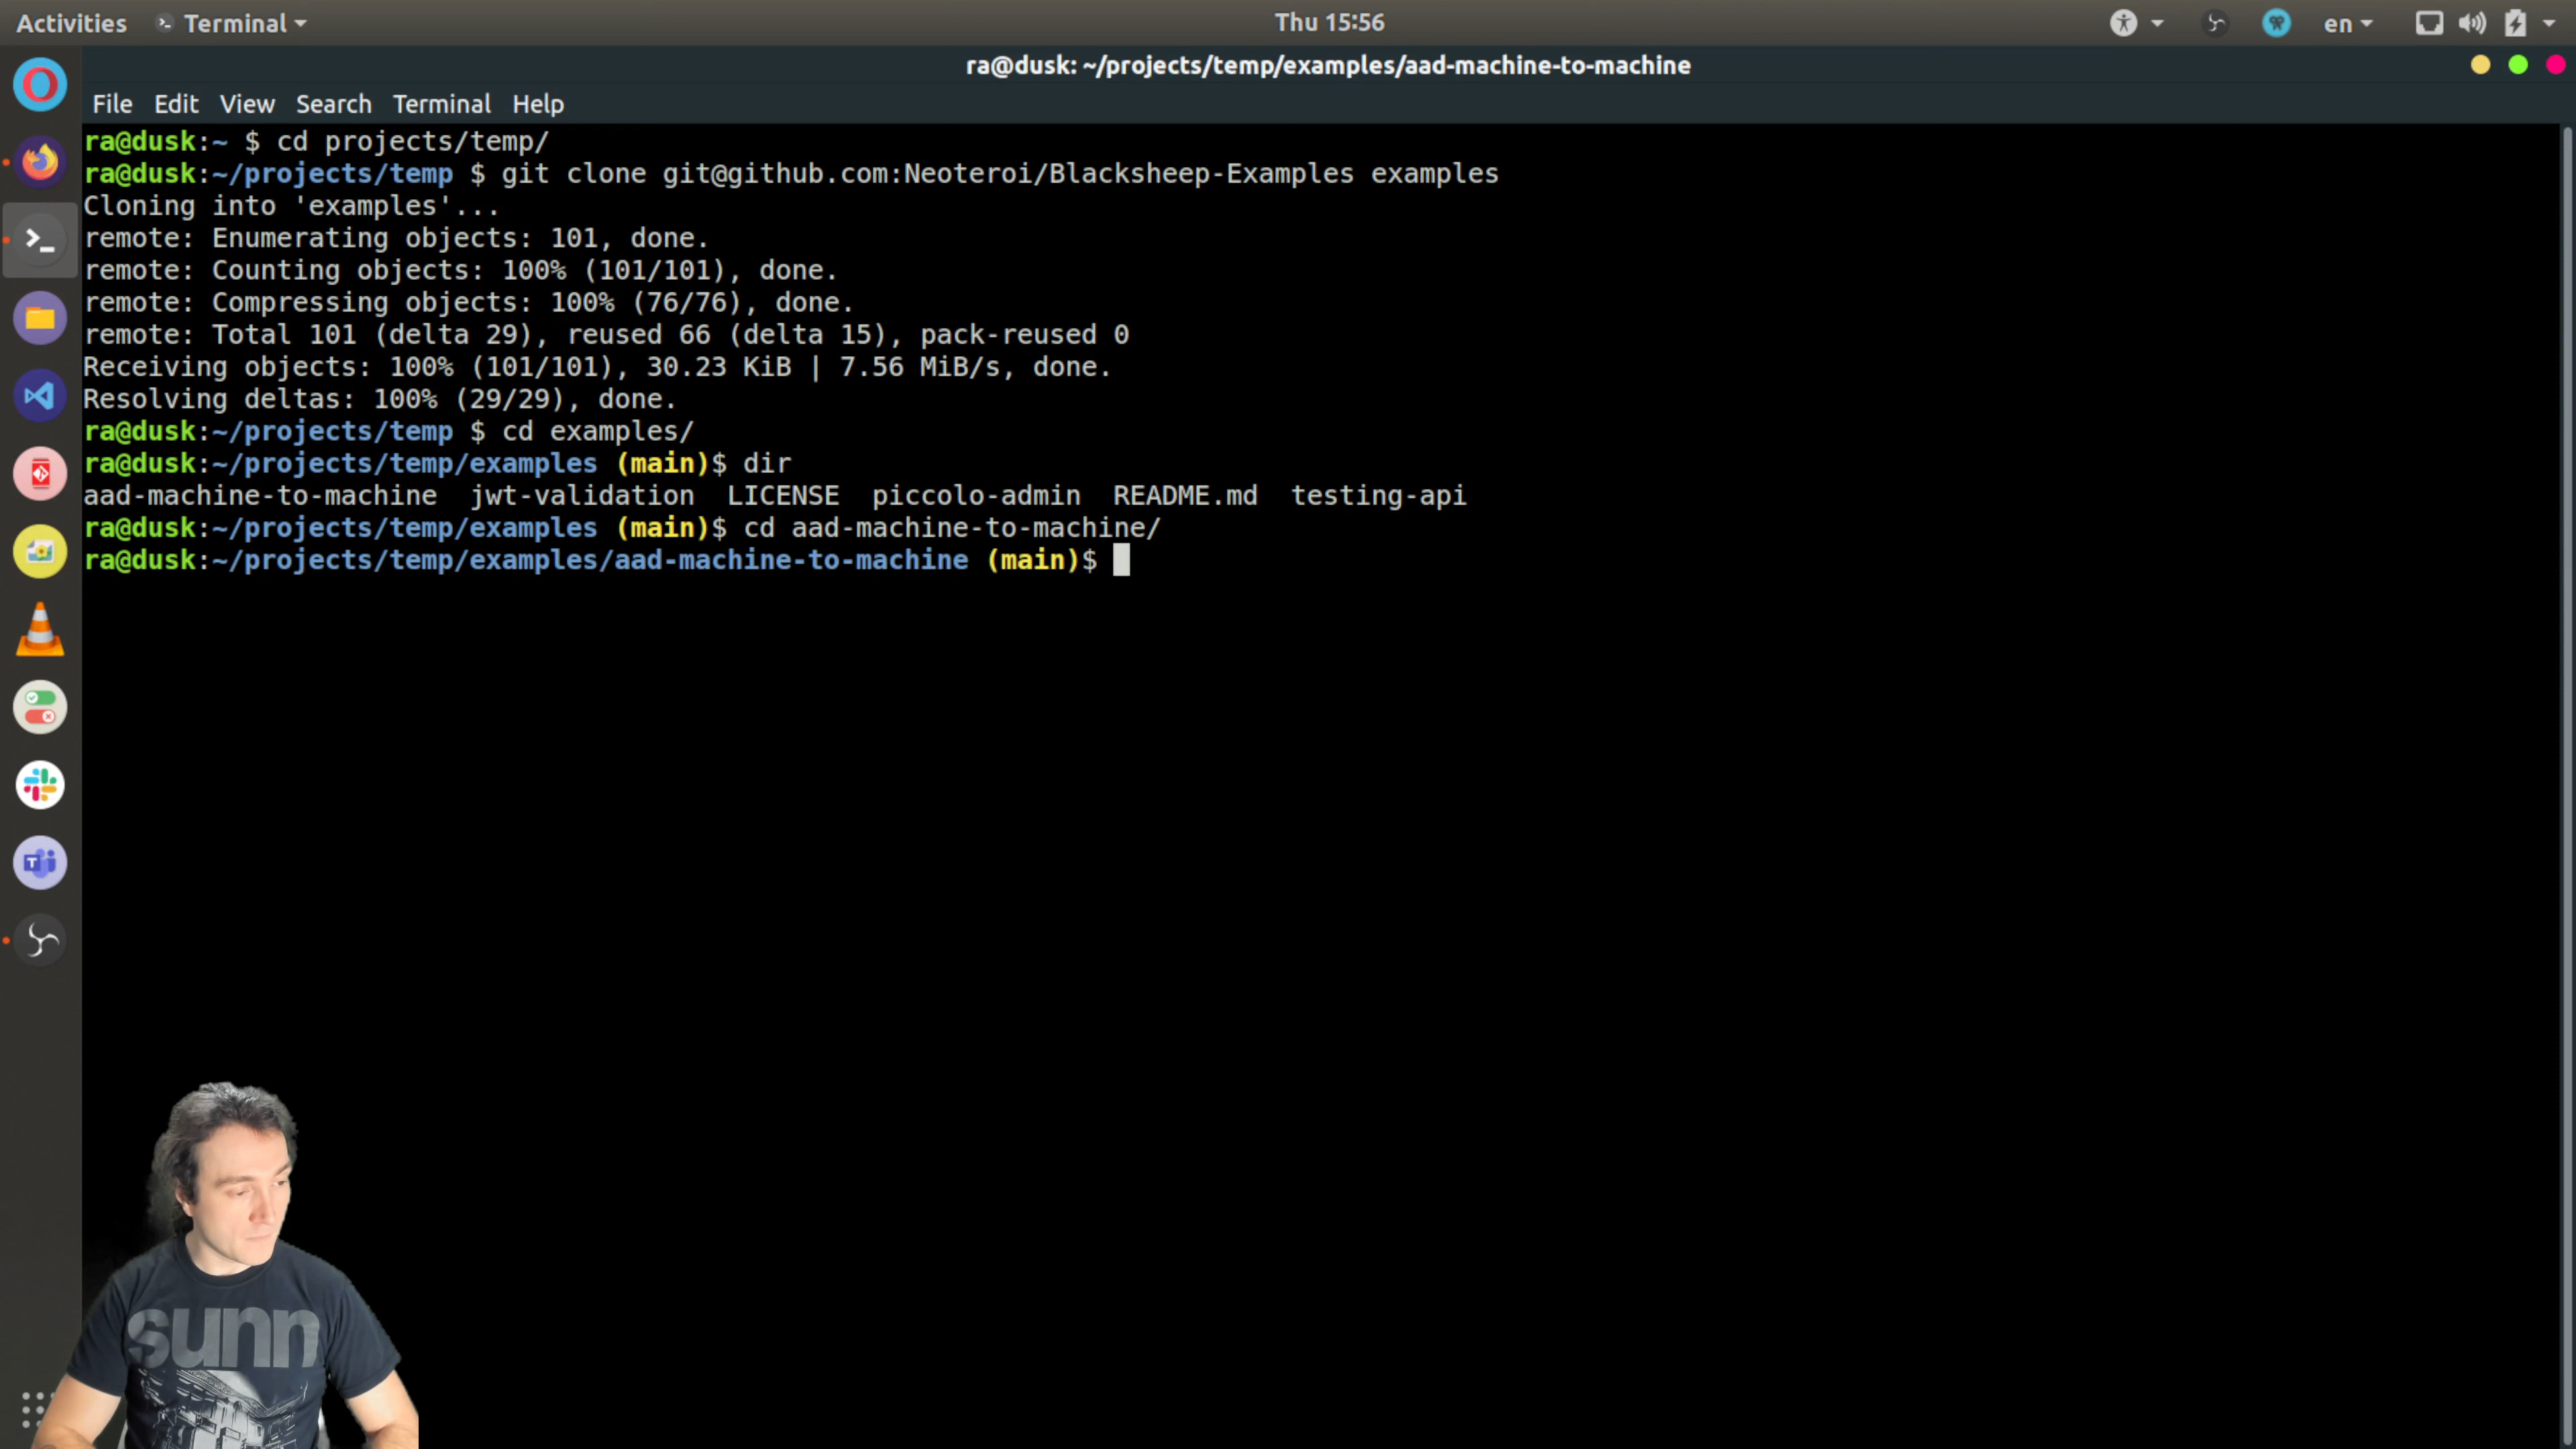 Activities Terminal Thu 15:56 en
ra@dusk: ~/projects/temp/examples/aad-machine-to-machine
File Edit View Search Terminal Help
ra@dusk:~ $ cd projects/temp/
ra@dusk:~/projects/temp $ git clone git@github.com:Neoteroi/Blacksheep-Examples examples
Cloning into 'examples'...
remote: Enumerating objects: 101, done.
remote: Counting objects: 100% (101/101), done.
remote: Compressing objects: 100% (76/76), done.
remote: Total 101 (delta 29), reused 66 (delta 15), pack-reused 0
Receiving objects: 100% (101/101), 30.23 KiB | 7.56 MiB/s, done.
Resolving deltas: 100% (29/29), done.
ra@dusk:~/projects/temp $ cd examples/
ra@dusk:~/projects/temp/examples (main)$ dir
aad-machine-to-machine  jwt-validation  LICENSE  piccolo-admin  README.md  testing-api
ra@dusk:~/projects/temp/examples (main)$ cd aad-machine-to-machine/
ra@dusk:~/projects/temp/examples/aad-machine-to-machine (main)$
sunn